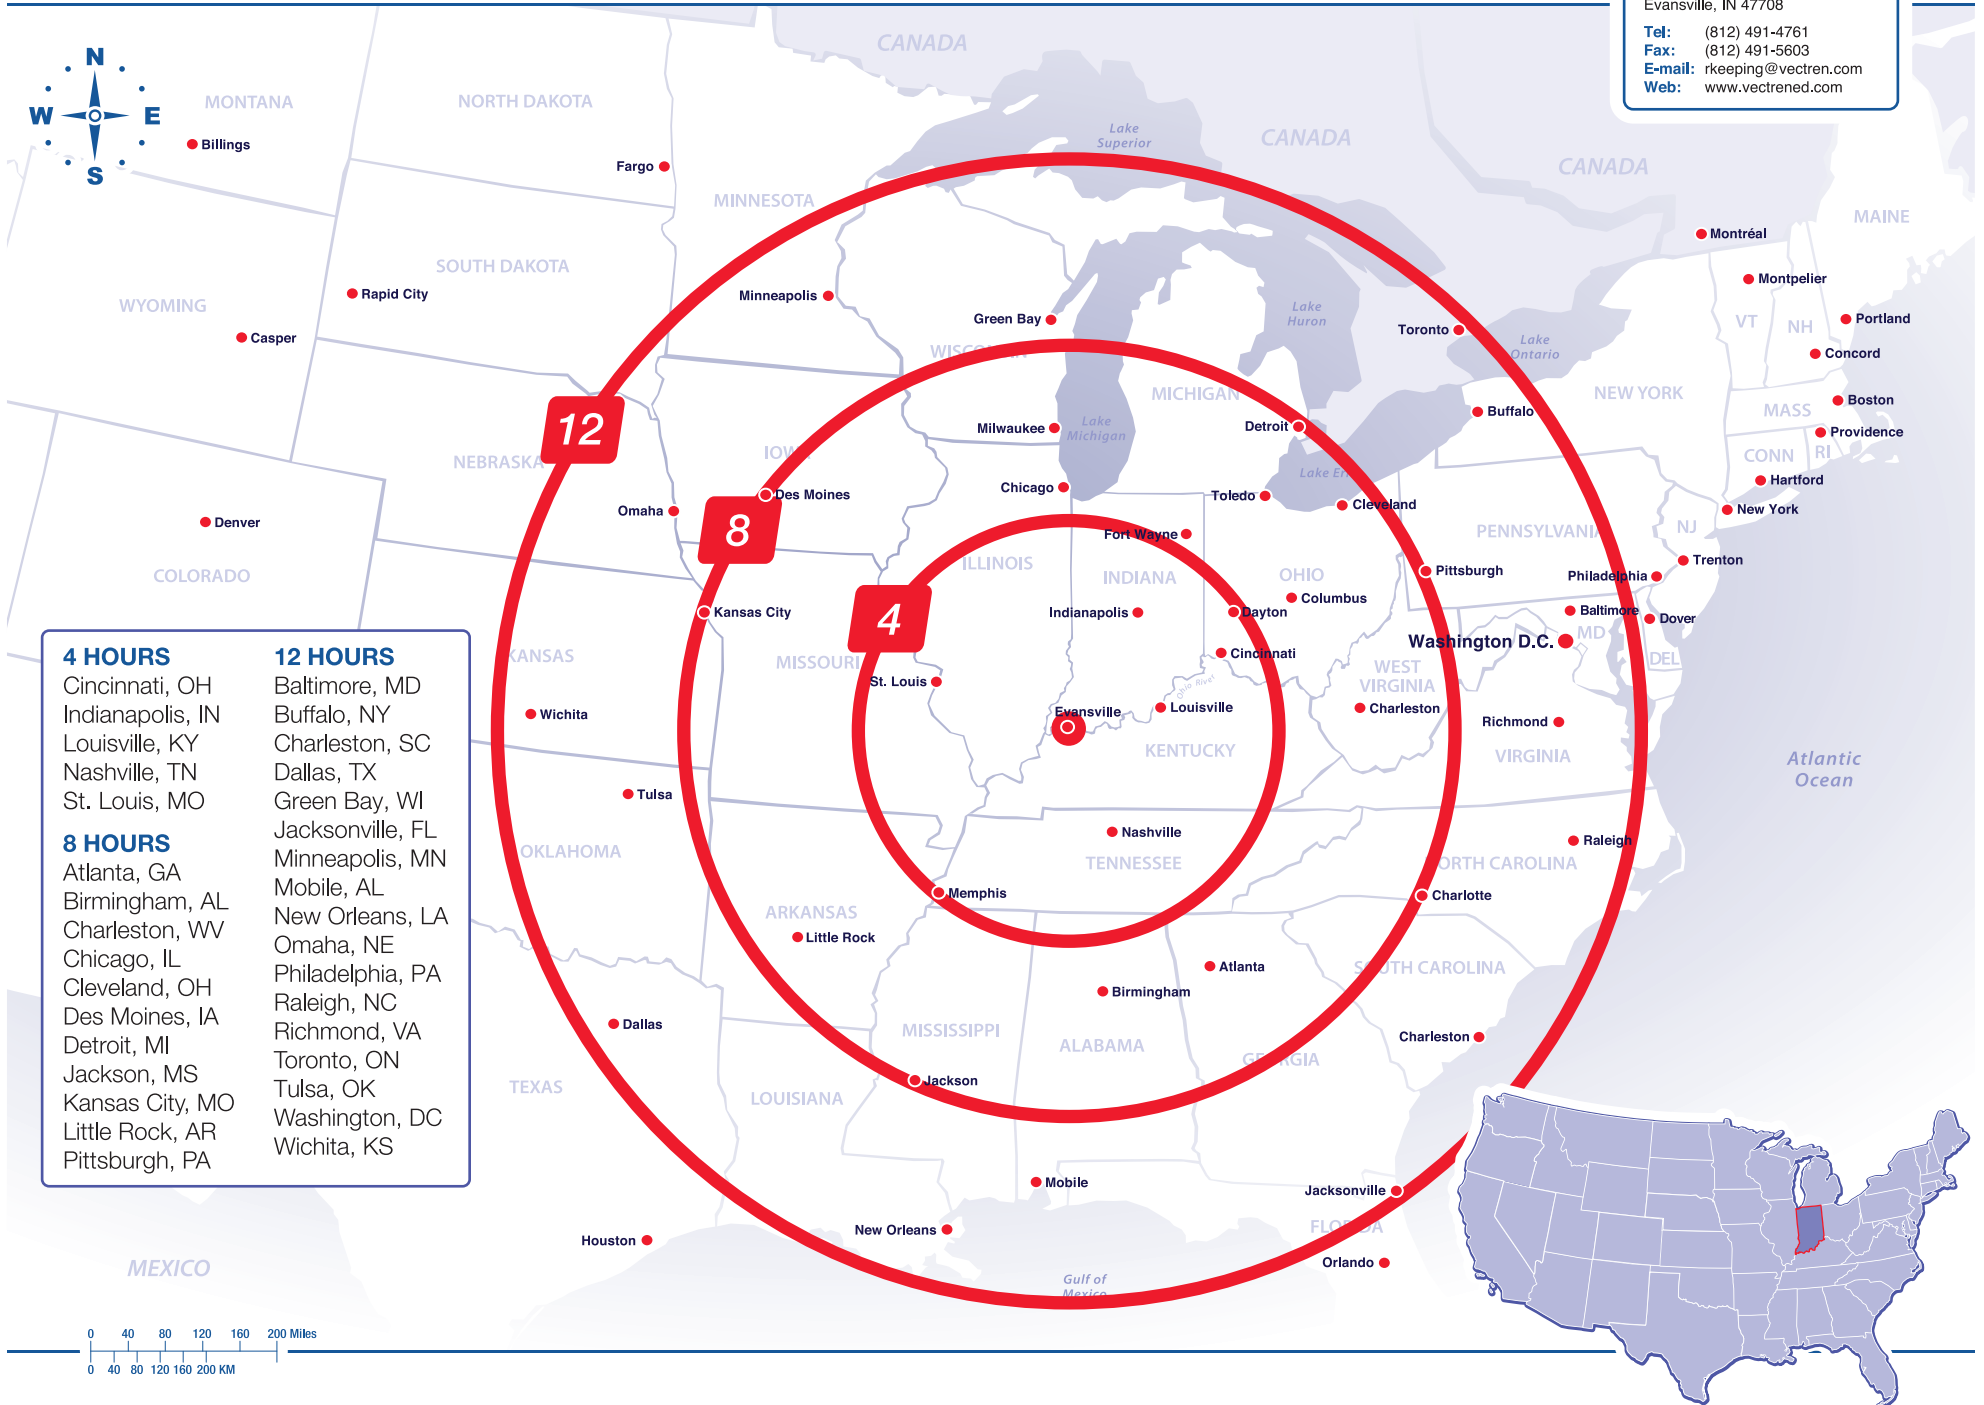 Evansville, IN 47708
Tel: (812) 491-4761
Fax: (812) 491-5603
E-mail: rkeeping@vectren.com
Web: www.vectrened.com
N
W E
S
CANADA
CANADA
CANADA
MONTANA
Billings
NORTH DAKOTA
Fargo
MINNESOTA
Lake
Superior
MAINE
Montréal
Montpelier
SOUTH DAKOTA
Rapid City
WYOMING
Casper
Minneapolis
Green Bay
WISCONSIN
Lake
Huron
Toronto
Lake
Ontario
VT
NH
Portland
Concord
12
NEBRASKA
IOWA
Milwaukee
Lake
Michigan
MICHIGAN
Detroit
Buffalo
NEW YORK
MASS
Boston
Providence
CONN
RI
Hartford
Lake Erie
Denver
COLORADO
Omaha
8
Des Moines
Chicago
Toledo
Cleveland
New York
NJ
PENNSYLVANIA
Fort Wayne
ILLINOIS
INDIANA
OHIO
Pittsburgh
Trenton
Philadelphia
4
Kansas City
Indianapolis
Dayton
Columbus
Baltimore
MD
Dover
DEL
Washington D.C.
KANSAS
MISSOURI
St. Louis
Cincinnati
WEST
VIRGINIA
Ohio River
Wichita
Evansville
Louisville
Charleston
Richmond
KENTUCKY
VIRGINIA
Atlantic
Ocean
Tulsa
OKLAHOMA
Nashville
TENNESSEE
Raleigh
NORTH CAROLINA
Memphis
Charlotte
ARKANSAS
Little Rock
Atlanta
SOUTH CAROLINA
Birmingham
Dallas
MISSISSIPPI
ALABAMA
Charleston
GEORGIA
TEXAS
Jackson
LOUISIANA
Mobile
Jacksonville
New Orleans
FLORIDA
Houston
Orlando
MEXICO
Gulf of
Mexico
4 HOURS
Cincinnati, OH
Indianapolis, IN
Louisville, KY
Nashville, TN
St. Louis, MO
8 HOURS
Atlanta, GA
Birmingham, AL
Charleston, WV
Chicago, IL
Cleveland, OH
Des Moines, IA
Detroit, MI
Jackson, MS
Kansas City, MO
Little Rock, AR
Pittsburgh, PA
12 HOURS
Baltimore, MD
Buffalo, NY
Charleston, SC
Dallas, TX
Green Bay, WI
Jacksonville, FL
Minneapolis, MN
Mobile, AL
New Orleans, LA
Omaha, NE
Philadelphia, PA
Raleigh, NC
Richmond, VA
Toronto, ON
Tulsa, OK
Washington, DC
Wichita, KS
0 40 80 120 160 200 Miles
0 40 80 120 160 200 KM